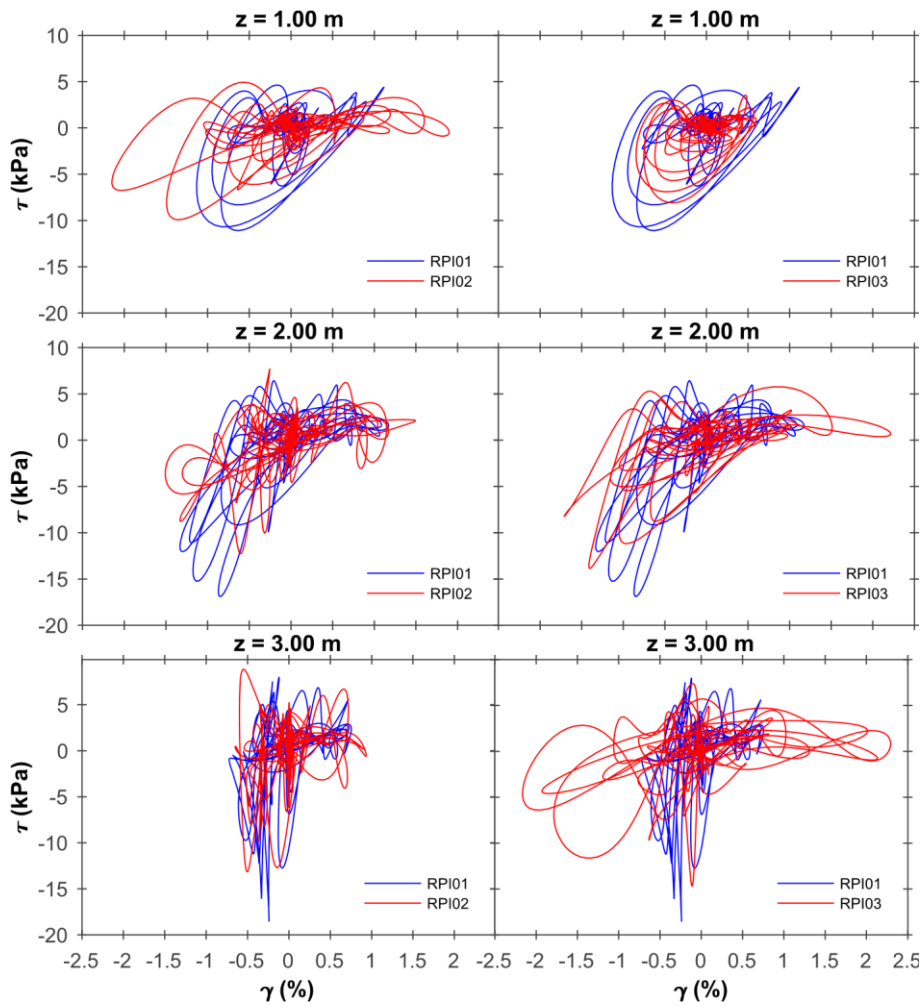 z = 1.00 m z = 1.00 m
10
5
0
-5
-10
-15
-20
τ (kPa)
RPI01
RPI02
RPI01
RPI03
z = 2.00 m z = 2.00 m
10
5
0
-5
-10
-15
-20
τ (kPa)
RPI01
RPI02
RPI01
RPI03
z = 3.00 m z = 3.00 m
5
0
-5
-10
-15
-20
τ (kPa)
RPI01
RPI02
RPI01
RPI03
-2.5 -2 -1.5 -1 -0.5 0 0.5 1 1.5 2 -2.5 -2 -1.5 -1 -0.5 0 0.5 1 1.5 2 2.5
γ (%) γ (%)